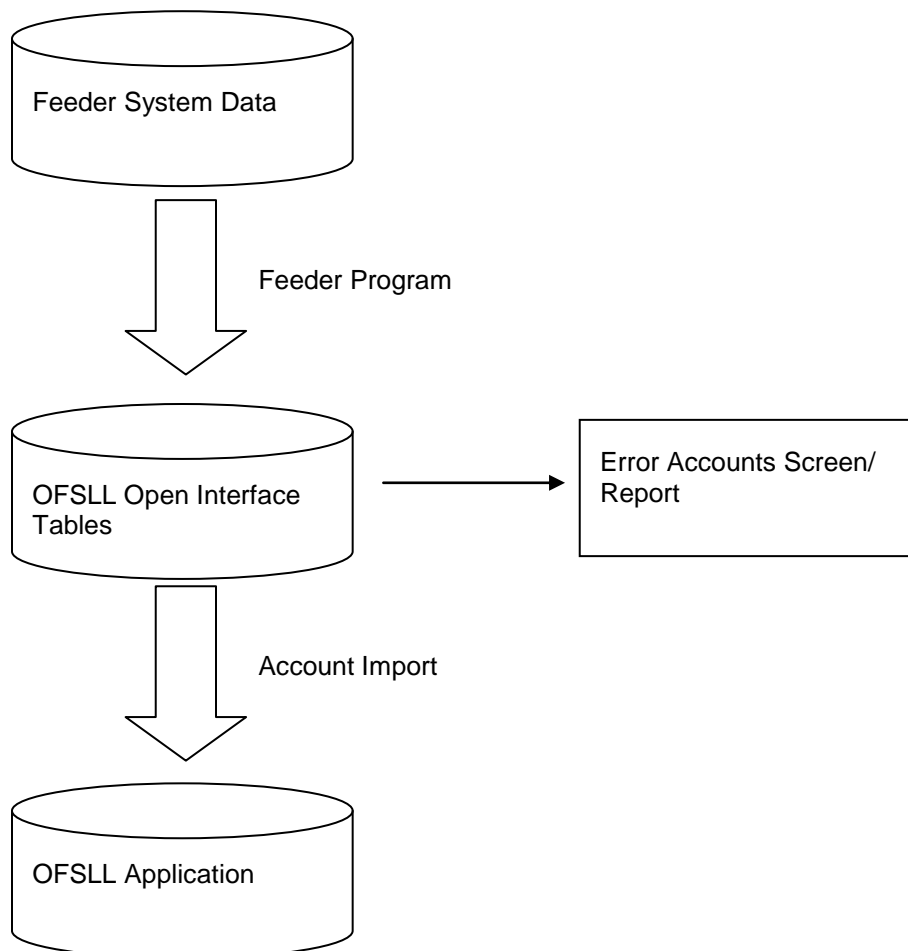 Feeder System Data
Feeder Program
OFSLL Open Interface
Tables
Error Accounts Screen/
Report
Account Import
OFSLL Application